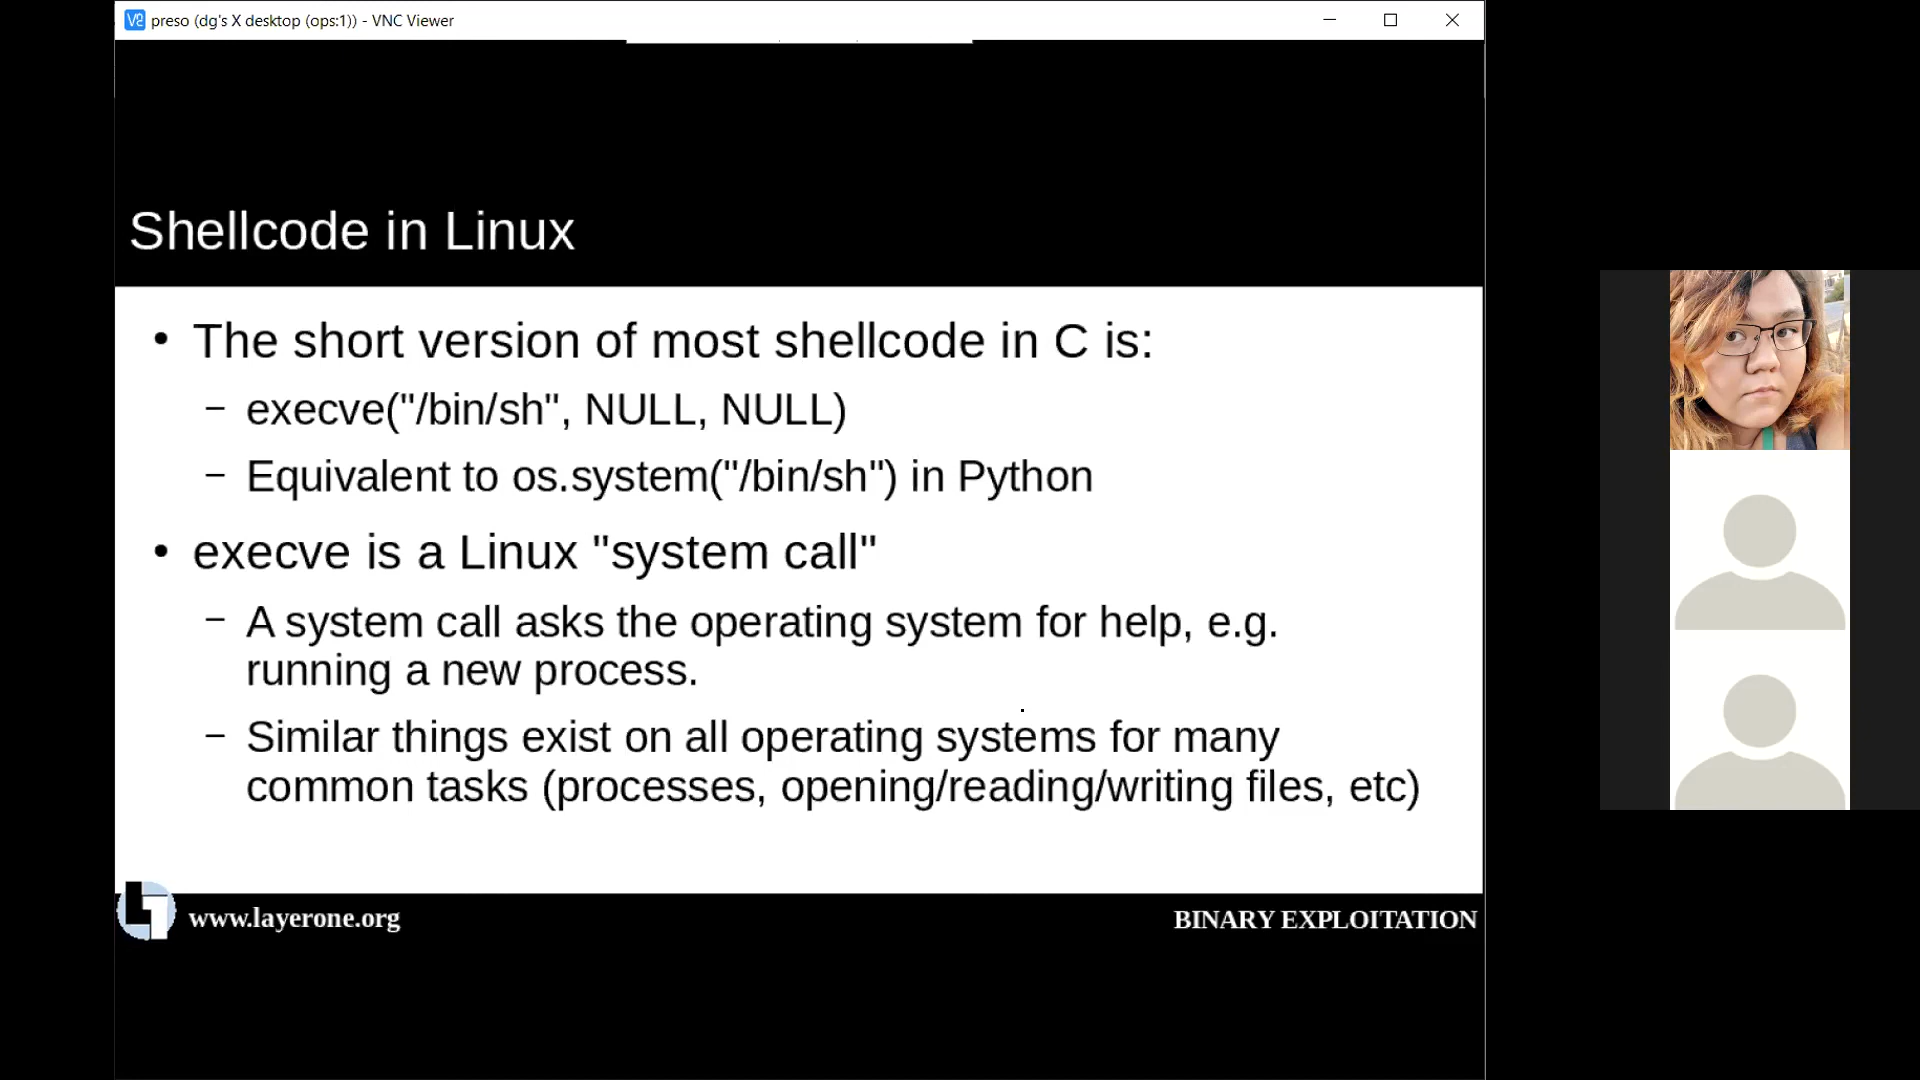 preso (dg's X desktop (ops:1)) - VNC Viewer
Shellcode in Linux
• The short version of most shellcode in C is:
– execve("/bin/sh", NULL, NULL)
– Equivalent to os.system("/bin/sh") in Python
• execve is a Linux "system call"
– A system call asks the operating system for help, e.g.
running a new process.
– Similar things exist on all operating systems for many
common tasks (processes, opening/reading/writing files, etc)
www.layerone.org
BINARY EXPLOITATION